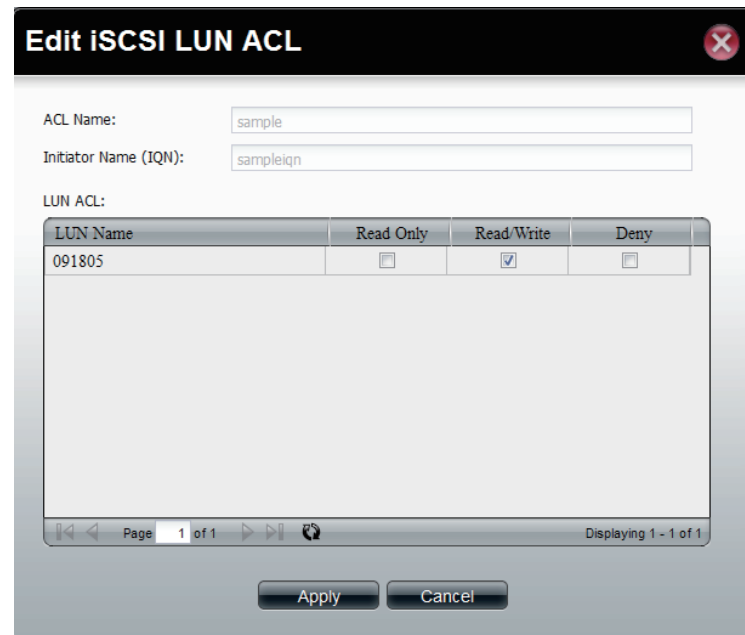 Edit iSCSI LUN ACL
ACL Name: sample
Initiator Name (IQN): sampleiqn
LUN ACL:
LUN Name Read Only Read/Write Deny
091805
Page 1 of 1 Displaying 1 - 1 of 1
Apply Cancel